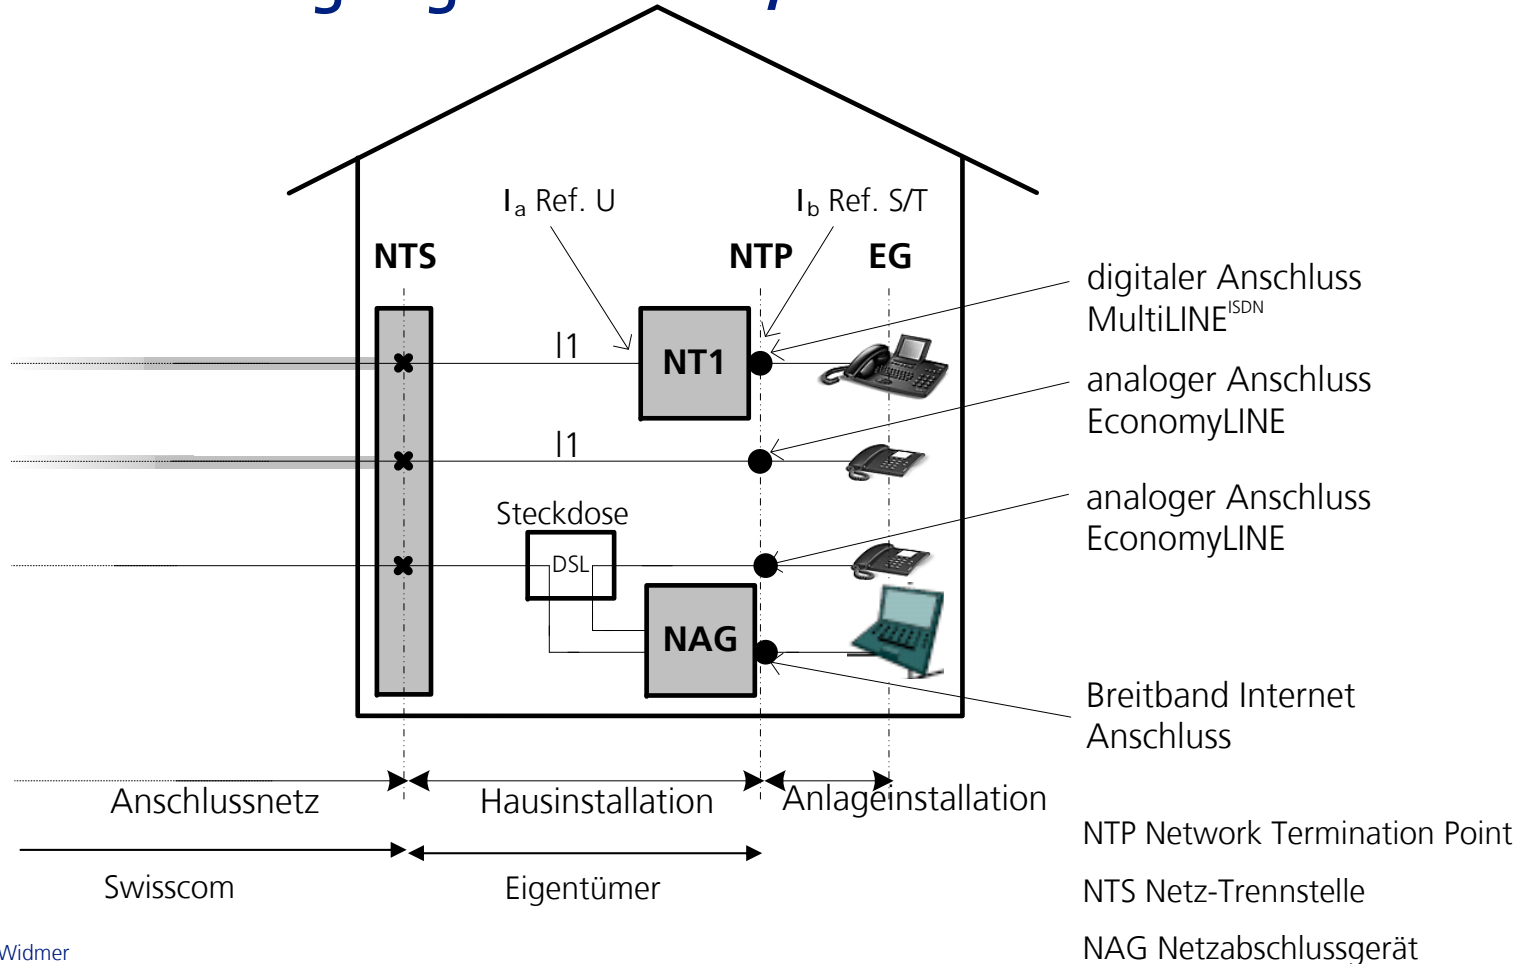 Ia Ref. U
Ib Ref. S/T
NTS
NTP
EG
digitaler Anschluss
MultiLINE ISDN
I1
NT1
analoger Anschluss
EconomyLINE
I1
Steckdose
DSL
analoger Anschluss
EconomyLINE
NAG
Breitband Internet
Anschluss
Anschlussnetz
Hausinstallation
Anlageinstallation
NTP Network Termination Point
Swisscom
Eigentümer
NTS Netz-Trennstelle
NAG Netzabschlussgerät
Widmer